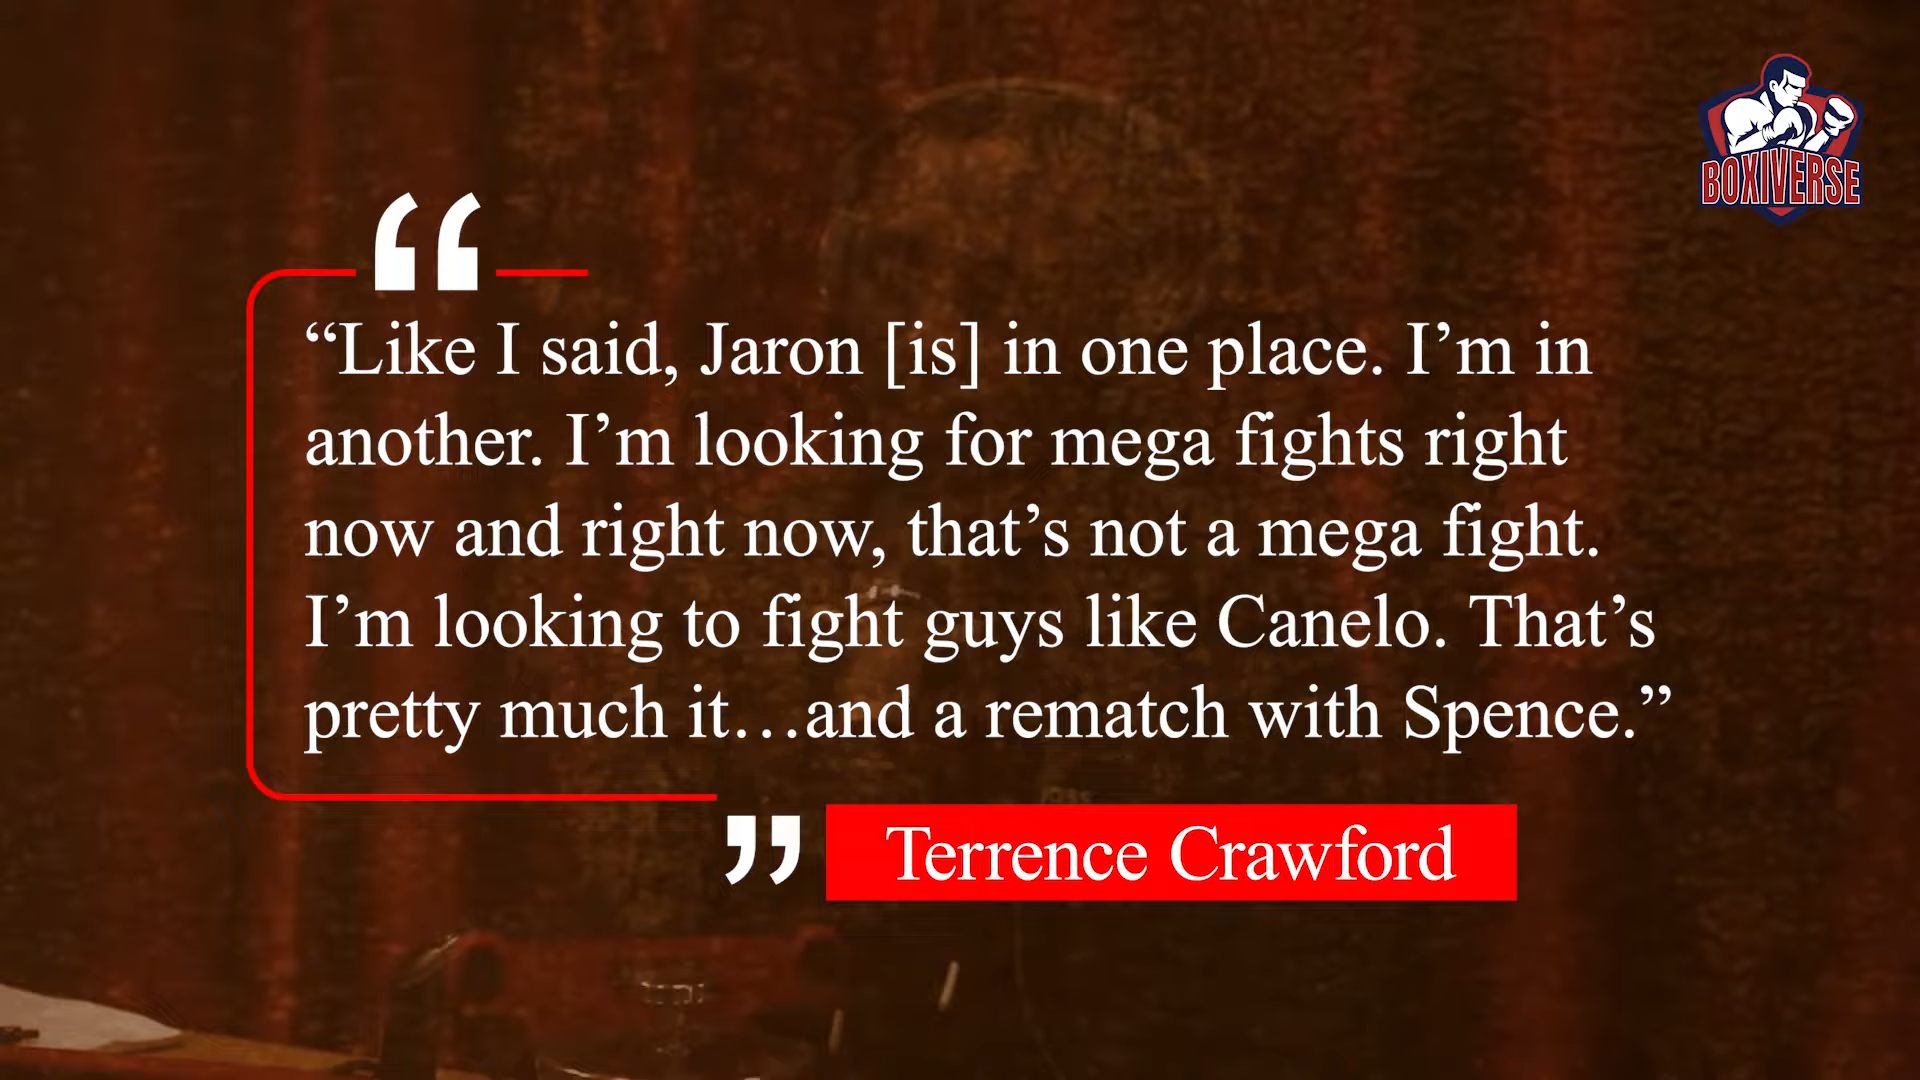 BOXIVERSE
“Like I said, Jaron [is] in one place. I’m in
another. I’m looking for mega fights right
now and right now, that’s not a mega fight.
I’m looking to fight guys like Canelo. That’s
pretty much it…and a rematch with Spence.”
Terrence Crawford